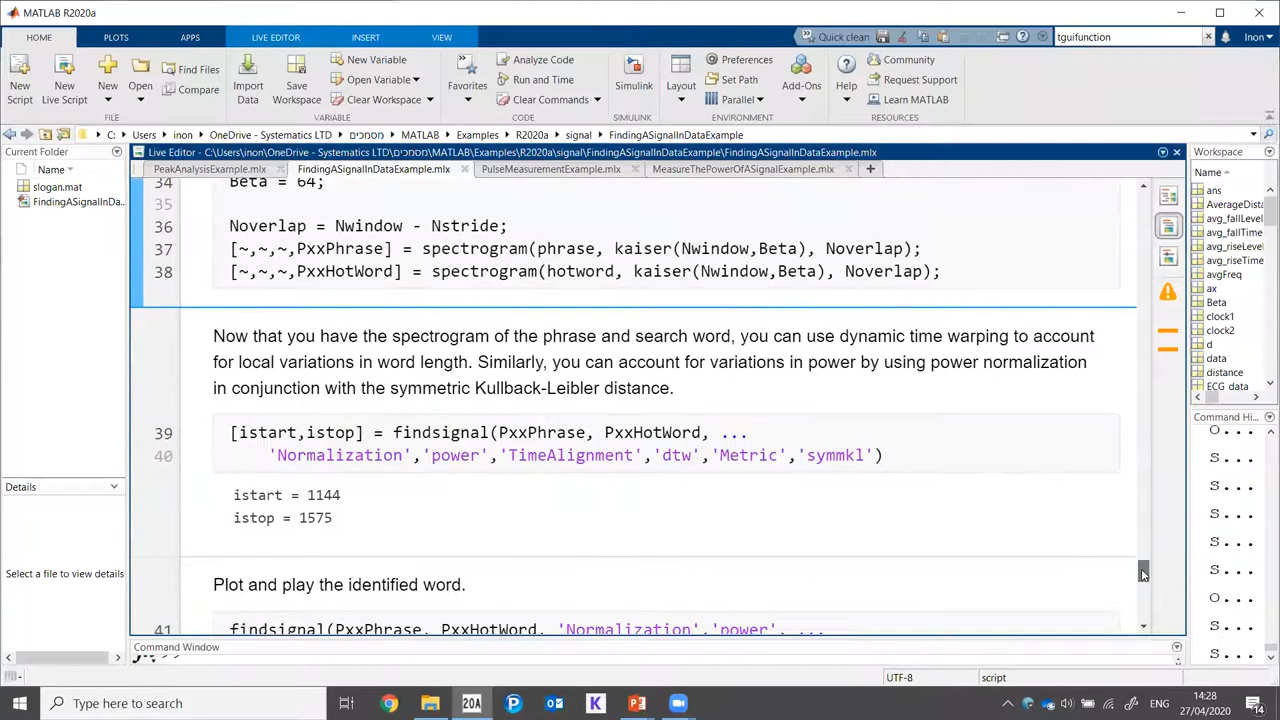 MATLAB R2020a
HOME PLOTS APPS LIVE EDITOR INSERT VIEW Quick clean tguifunction Inon
New Script
New Live Script
New
Open
Find Files
Compare
Import Data
Save Workspace
New Variable
Open Variable
Clear Workspace
Favorites
Analyze Code
Run and Time
Clear Commands
Simulink
Layout
Preferences
Set Path
Parallel
Add-Ons
Help
Community
Request Support
Learn MATLAB
FILE VARIABLE CODE SIMULINK ENVIRONMENT RESOURCES
C: Users inon OneDrive - Systematics LTD מסמכים MATLAB Examples R2020a signal FindingASignalInDataExample
Current Folder
Name
slogan.mat
FindingASignalInDa...
Details
Select a file to view details
Live Editor - C:\Users\inon\OneDrive - Systematics LTD\מסמכים\MATLAB\Examples\R2020a\signal\FindingASignalInDataExample\FindingASignalInDataExample.mlx
PeakAnalysisExample.mlx FindingASignalInDataExample.mlx PulseMeasurementExample.mlx MeasureThePowerOfASignalExample.mlx
34 Beta = 64;
35
36 Noverlap = Nwindow - Nstride;
37 [~,~,~,PxxPhrase] = spectrogram(phrase, kaiser(Nwindow,Beta), Noverlap);
38 [~,~,~,PxxHotWord] = spectrogram(hotword, kaiser(Nwindow,Beta), Noverlap);
Now that you have the spectrogram of the phrase and search word, you can use dynamic time warping to account
for local variations in word length. Similarly, you can account for variations in power by using power normalization
in conjunction with the symmetric Kullback-Leibler distance.
39 [istart,istop] = findsignal(PxxPhrase, PxxHotWord, ...
40 'Normalization','power','TimeAlignment','dtw','Metric','symmkl')
istart = 1144
istop = 1575
Plot and play the identified word.
41 findsignal(PxxPhrase, PxxHotWord, 'Normalization','power', ...
Command Window
Workspace
Name
ans
AverageDista
avg_fallLevel
avg_fallTime
avg_riseLevel
avg_riseTime
avgFreq
ax
Beta
clock1
clock2
d
data
distance
ECG_data
Command Hi...
O...
S...
S...
S...
S...
S...
O...
S...
S...
UTF-8 script
Type here to search
20A
ENG
14:28
27/04/2020
14